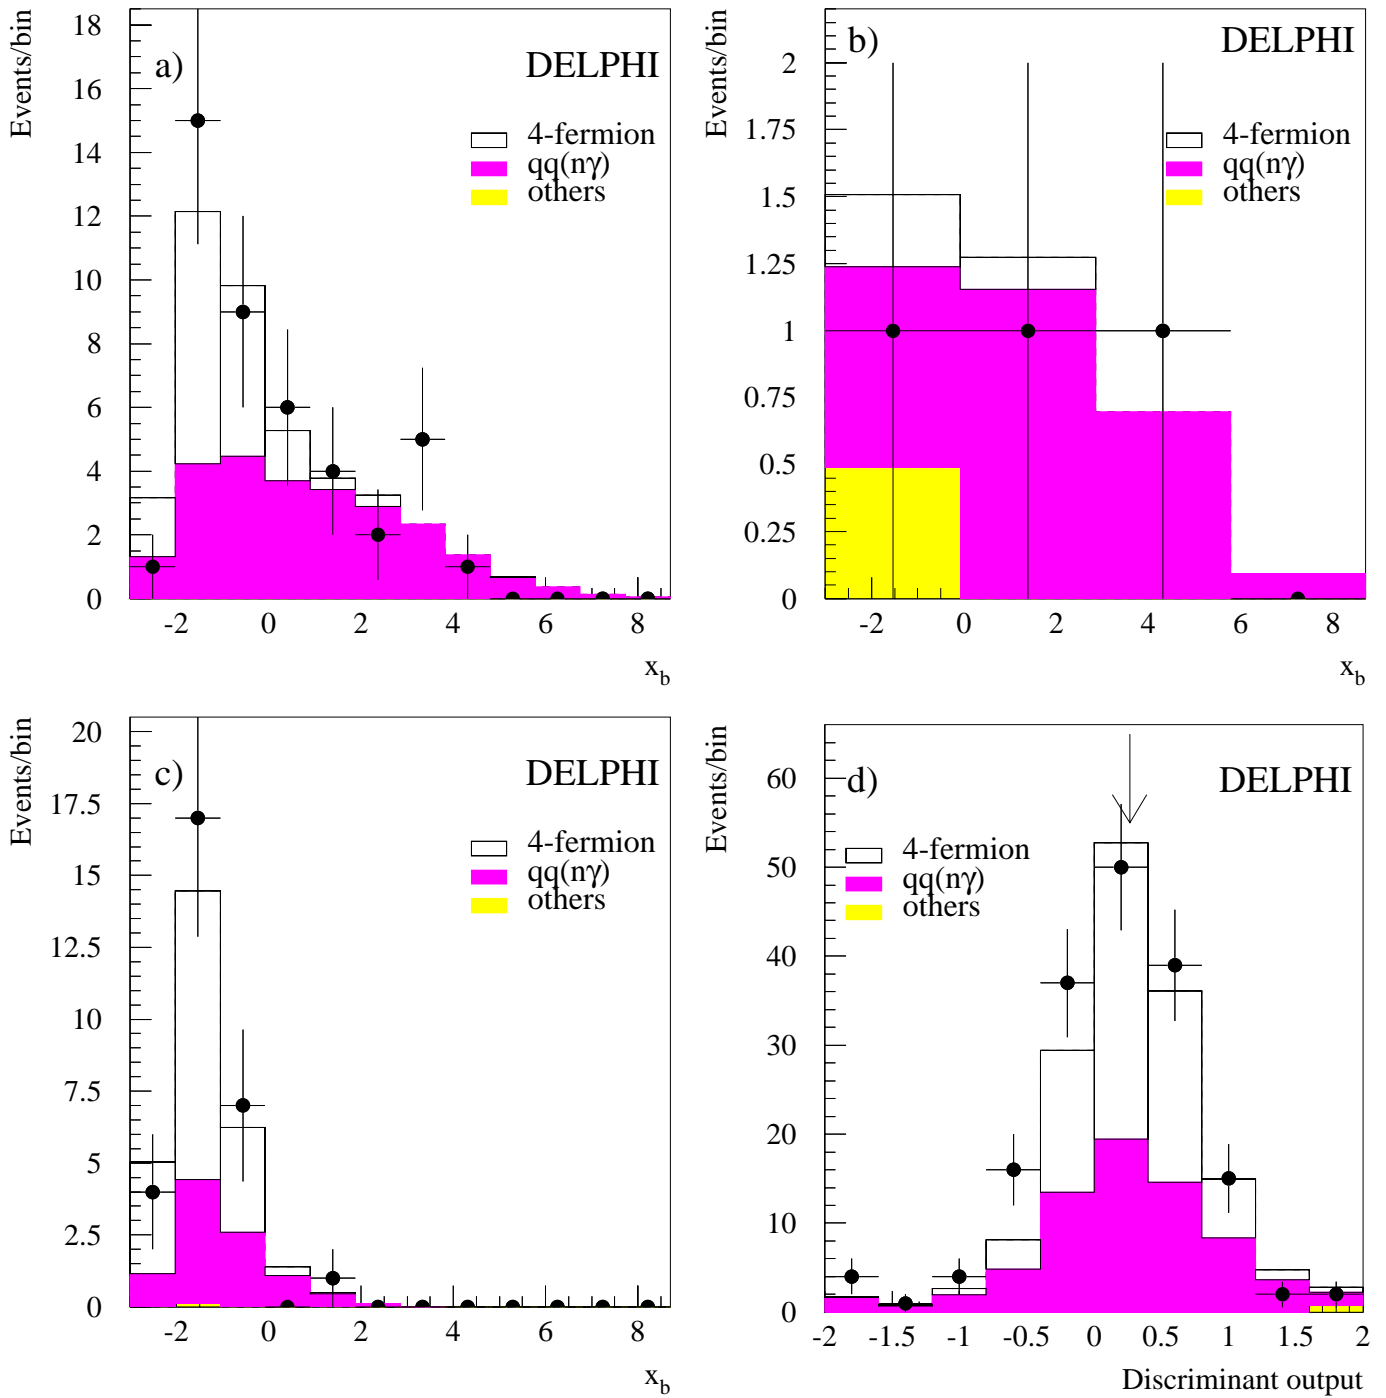 Events/bin
a)
DELPHI
4-fermion
qq(nγ)
others
18
16
14
12
10
8
6
4
2
0
-2 0 2 4 6 8
x_b
Events/bin
b)
DELPHI
4-fermion
qq(nγ)
others
2
1.75
1.5
1.25
1
0.75
0.5
0.25
0
-2 0 2 4 6 8
x_b
Events/bin
c)
DELPHI
4-fermion
qq(nγ)
others
20
17.5
15
12.5
10
7.5
5
2.5
0
-2 0 2 4 6 8
x_b
Events/bin
d)
DELPHI
4-fermion
qq(nγ)
others
60
50
40
30
20
10
0
-2 -1.5 -1 -0.5 0 0.5 1 1.5 2
Discriminant output